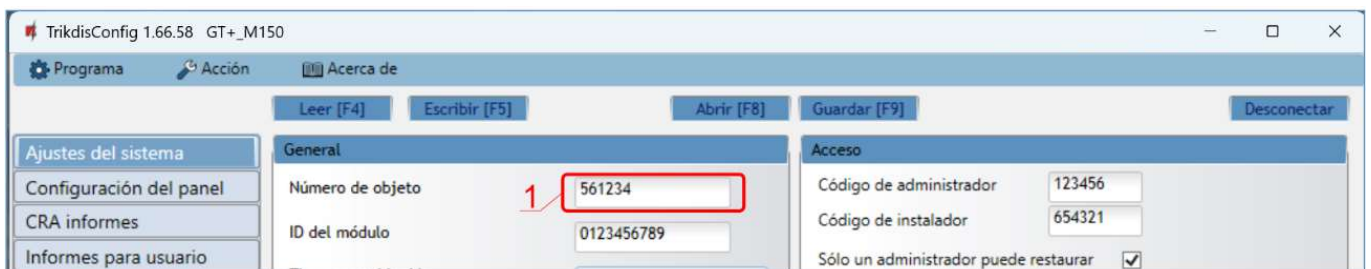 TrikdisConfig 1.66.58 GT+_M150
Programa Acción Acerca de
Leer [F4] Escribir [F5] Abrir [F8] Guardar [F9] Desconectar
Ajustes del sistema
Configuración del panel
CRA informes
Informes para usuario
General
Número de objeto 1 561234
ID del módulo 0123456789
Acceso
Código de administrador 123456
Código de instalador 654321
Sólo un administrador puede restaurar